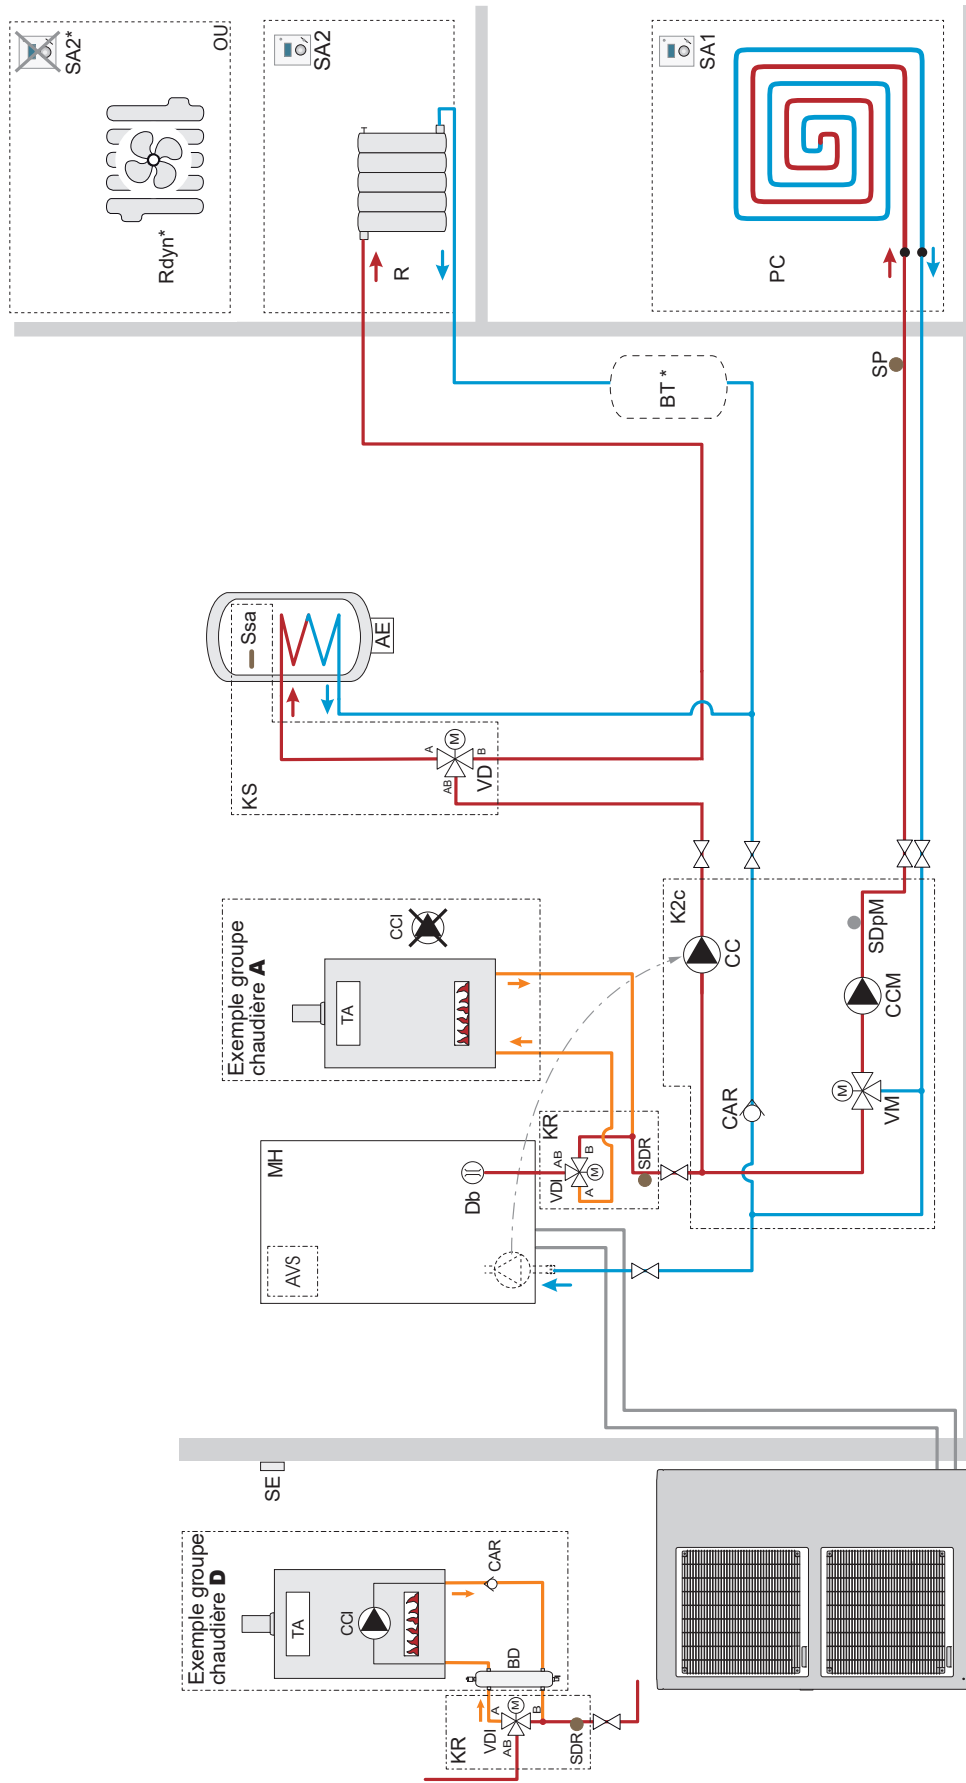 SA2*
OU
Rdyn*
SA2
R
SA1
PC
SP
BT *
Ssa
AE
KS
A
M
AB
B
VD
Exemple groupe
chaudière A
TA
CCI
K2c
CC
SDpM
CCM
M
VM
CAR
MH
AVS
Db
KR
VDI
AB
B
A
M
SDR
SE
Exemple groupe
chaudière D
TA
CCI
CAR
BD
KR
VDI
A
M
AB
B
SDR